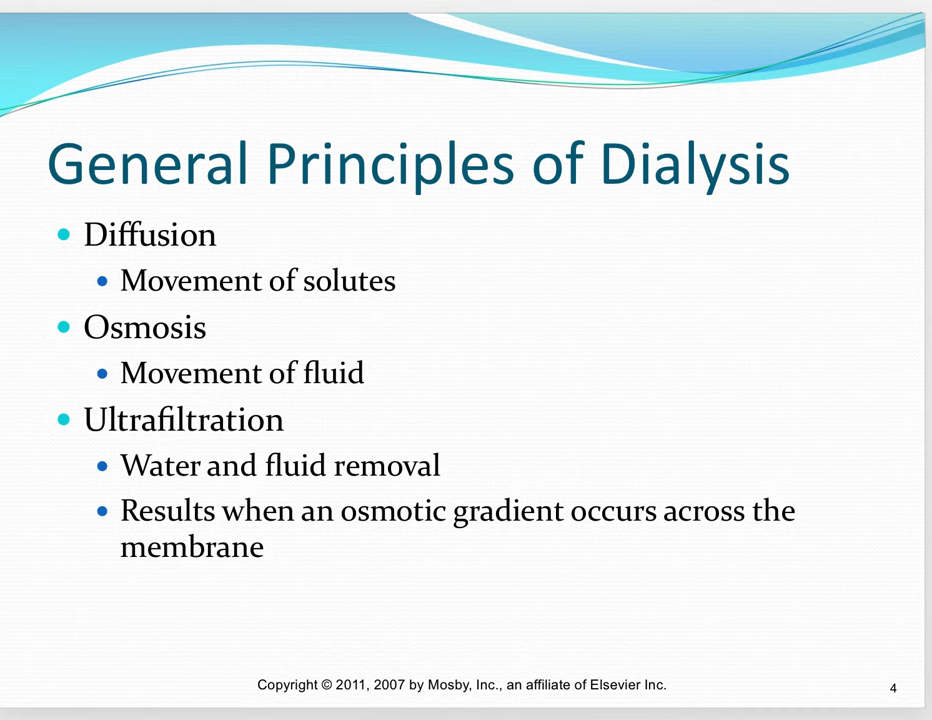 General Principles of Dialysis
• Diffusion
• Movement of solutes
• Osmosis
• Movement of fluid
• Ultrafiltration
• Water and fluid removal
• Results when an osmotic gradient occurs across the
membrane
Copyright © 2011, 2007 by Mosby, Inc., an affiliate of Elsevier Inc.
4